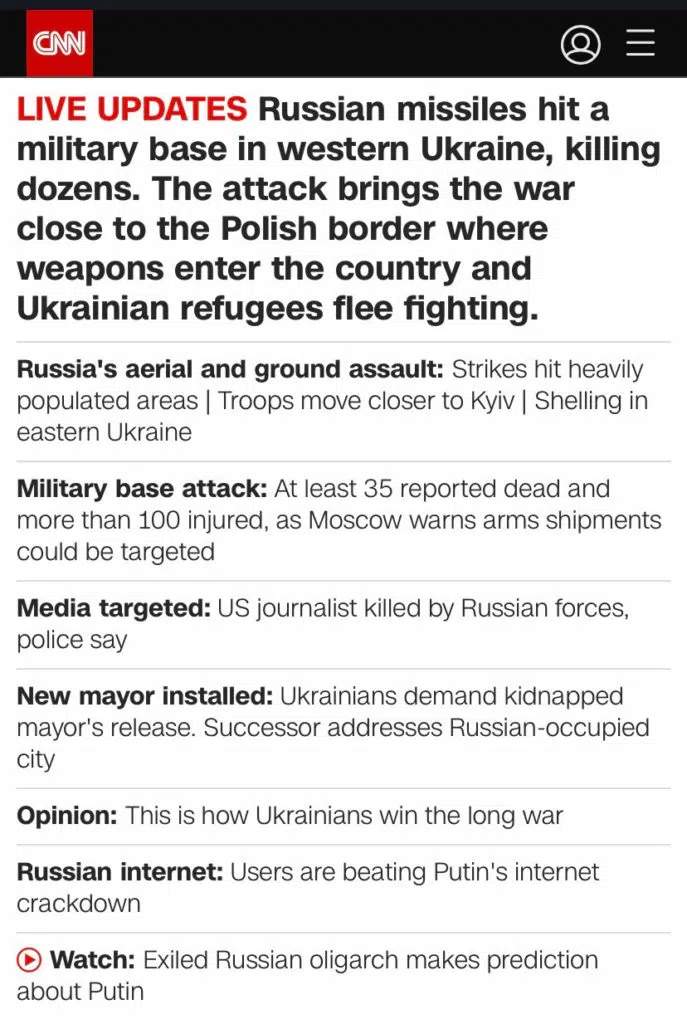 CNN
LIVE UPDATES Russian missiles hit a
military base in western Ukraine, killing
dozens. The attack brings the war
close to the Polish border where
weapons enter the country and
Ukrainian refugees flee fighting.
Russia's aerial and ground assault: Strikes hit heavily
populated areas | Troops move closer to Kyiv | Shelling in
eastern Ukraine
Military base attack: At least 35 reported dead and
more than 100 injured, as Moscow warns arms shipments
could be targeted
Media targeted: US journalist killed by Russian forces,
police say
New mayor installed: Ukrainians demand kidnapped
mayor's release. Successor addresses Russian-occupied
city
Opinion: This is how Ukrainians win the long war
Russian internet: Users are beating Putin's internet
crackdown
Watch: Exiled Russian oligarch makes prediction
about Putin